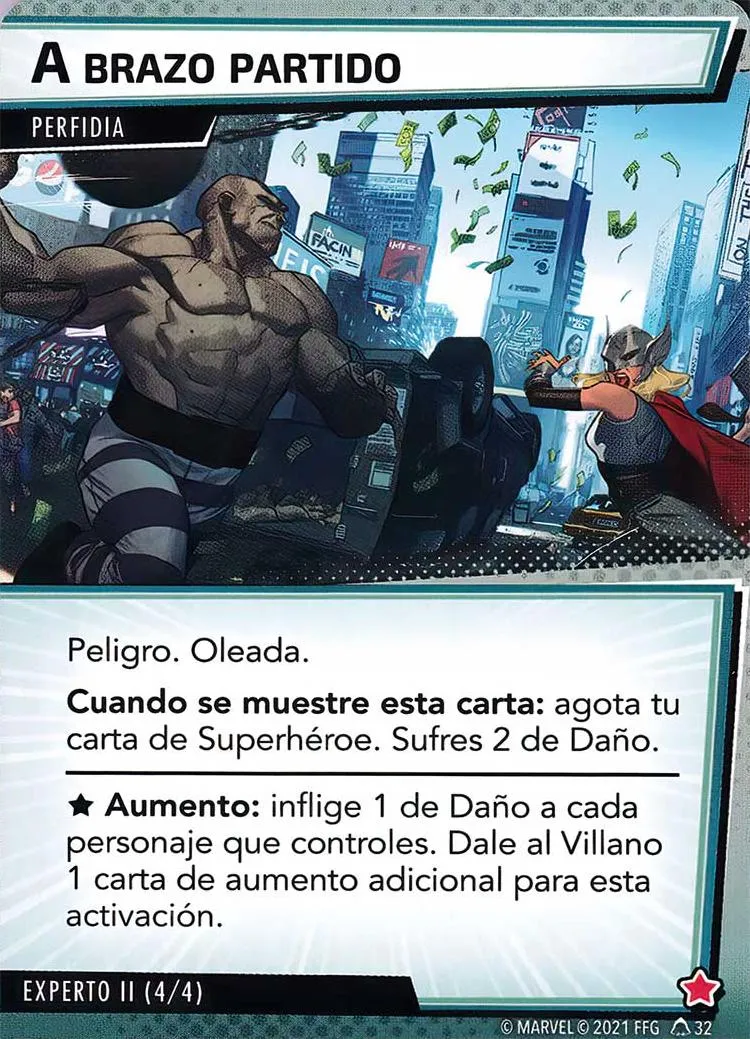 A BRAZO PARTIDO
PERFIDIA
FACIN
Peligro. Oleada.
Cuando se muestre esta carta: agota tu
carta de Superhéroe. Sufres 2 de Daño.
★ Aumento: inflige 1 de Daño a cada
personaje que controles. Dale al Villano
1 carta de aumento adicional para esta
activación.
EXPERTO II (4/4)
© MARVEL © 2021 FFG 32